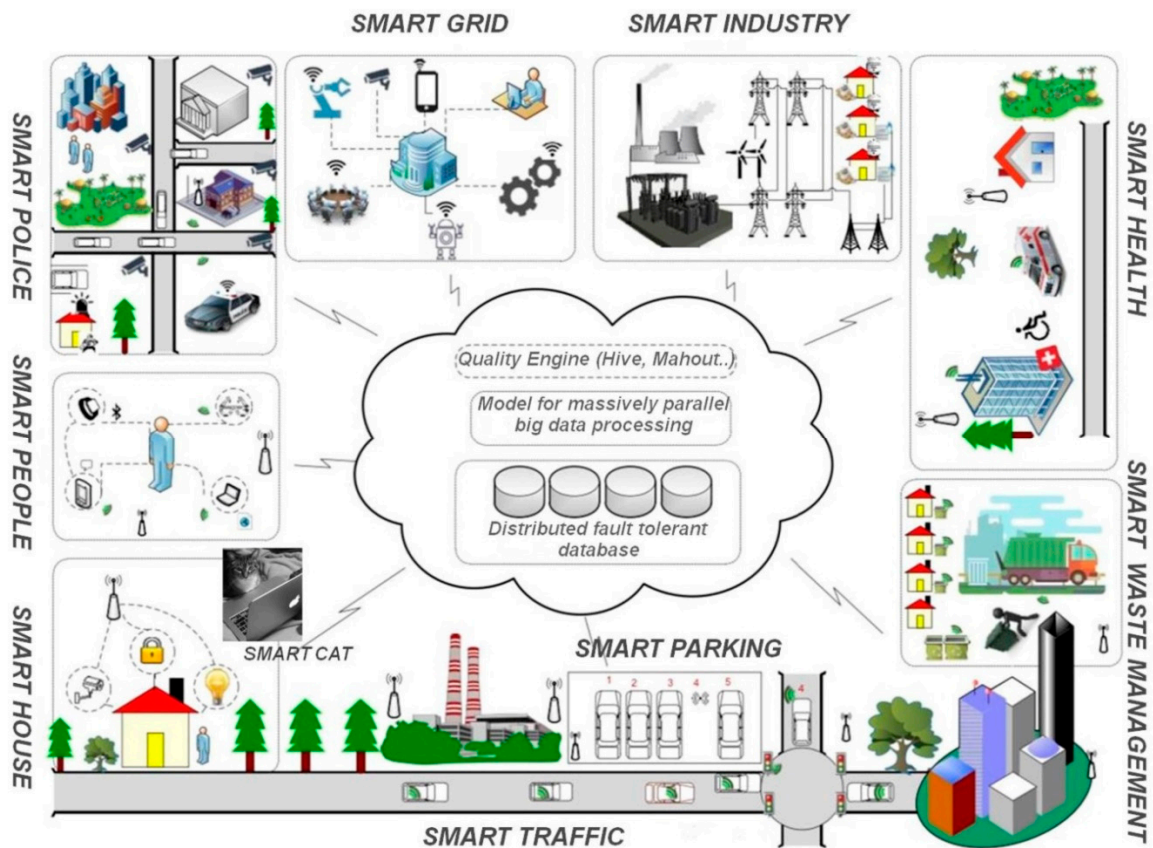 SMART GRID
SMART INDUSTRY
SMART POLICE
SMART HEALTH
Quality Engine (Hive, Mahout..)
Model for massively parallel
big data processing
SMART PEOPLE
Distributed fault tolerant
database
SMART WASTE MANAGEMENT
SMART HOUSE
SMART CAT
SMART PARKING
1
2
3
4
5
4
SMART TRAFFIC